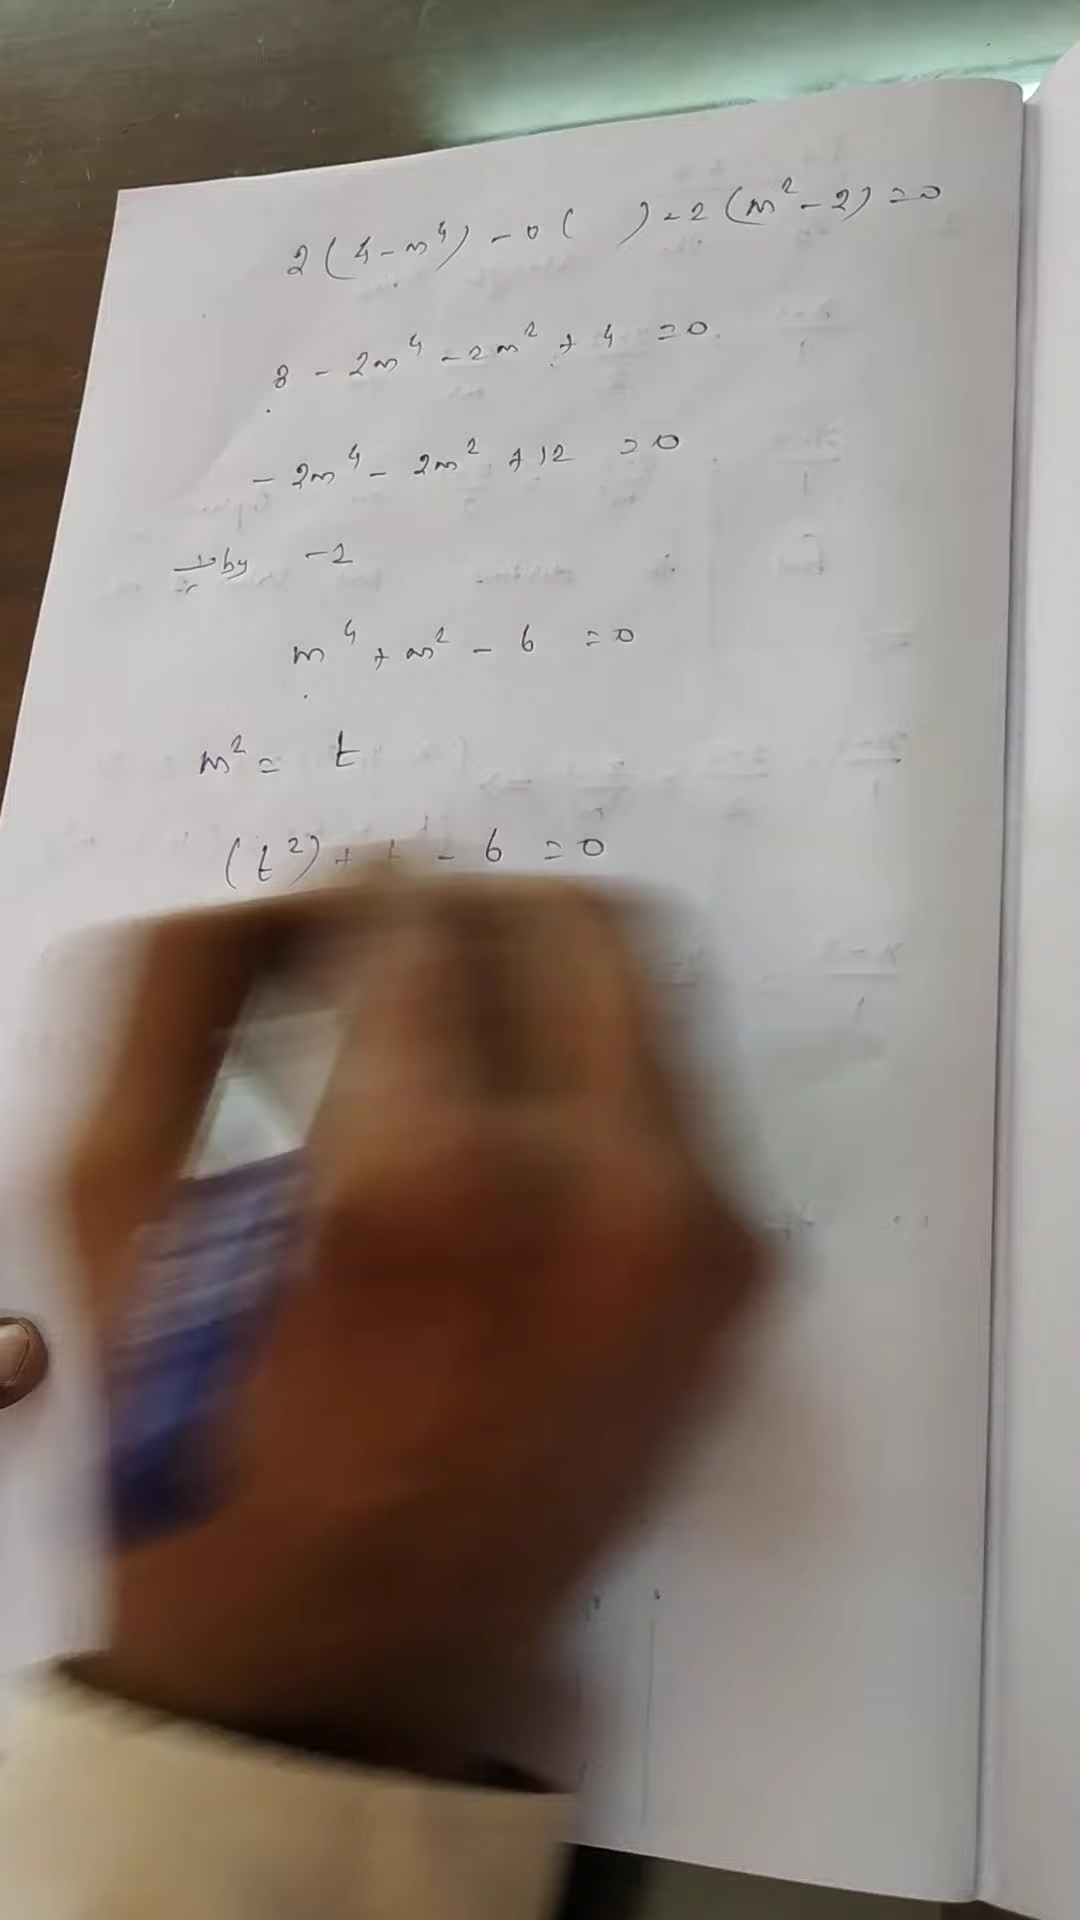 2(4-m⁴) - 0( ) - 2(m²-2) = 0
8 - 2m⁴ - 2m² + 4 = 0
- 2m⁴ - 2m² + 12 = 0
by -2
m⁴ + m² - 6 = 0
m² = t
(t²) + t - 6 = 0